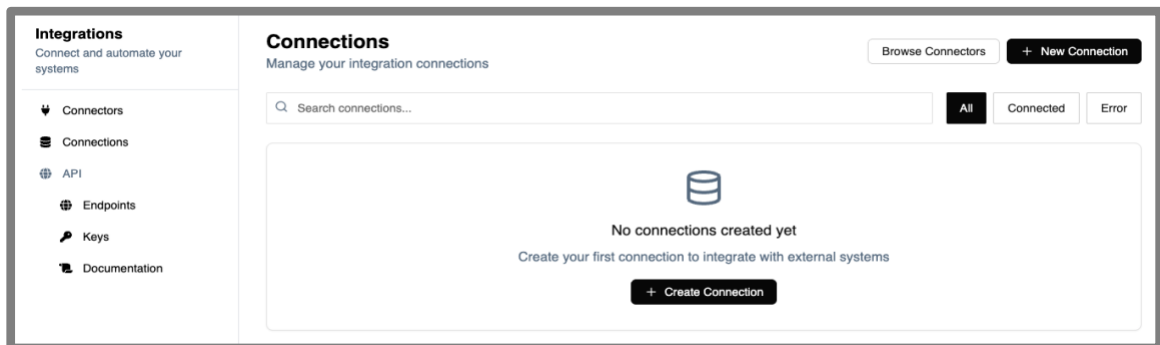 Integrations
Connect and automate your
systems
Connectors
Connections
API
Endpoints
Keys
Documentation
Connections
Manage your integration connections
Browse Connectors
+ New Connection
Search connections...
All
Connected
Error
No connections created yet
Create your first connection to integrate with external systems
+ Create Connection